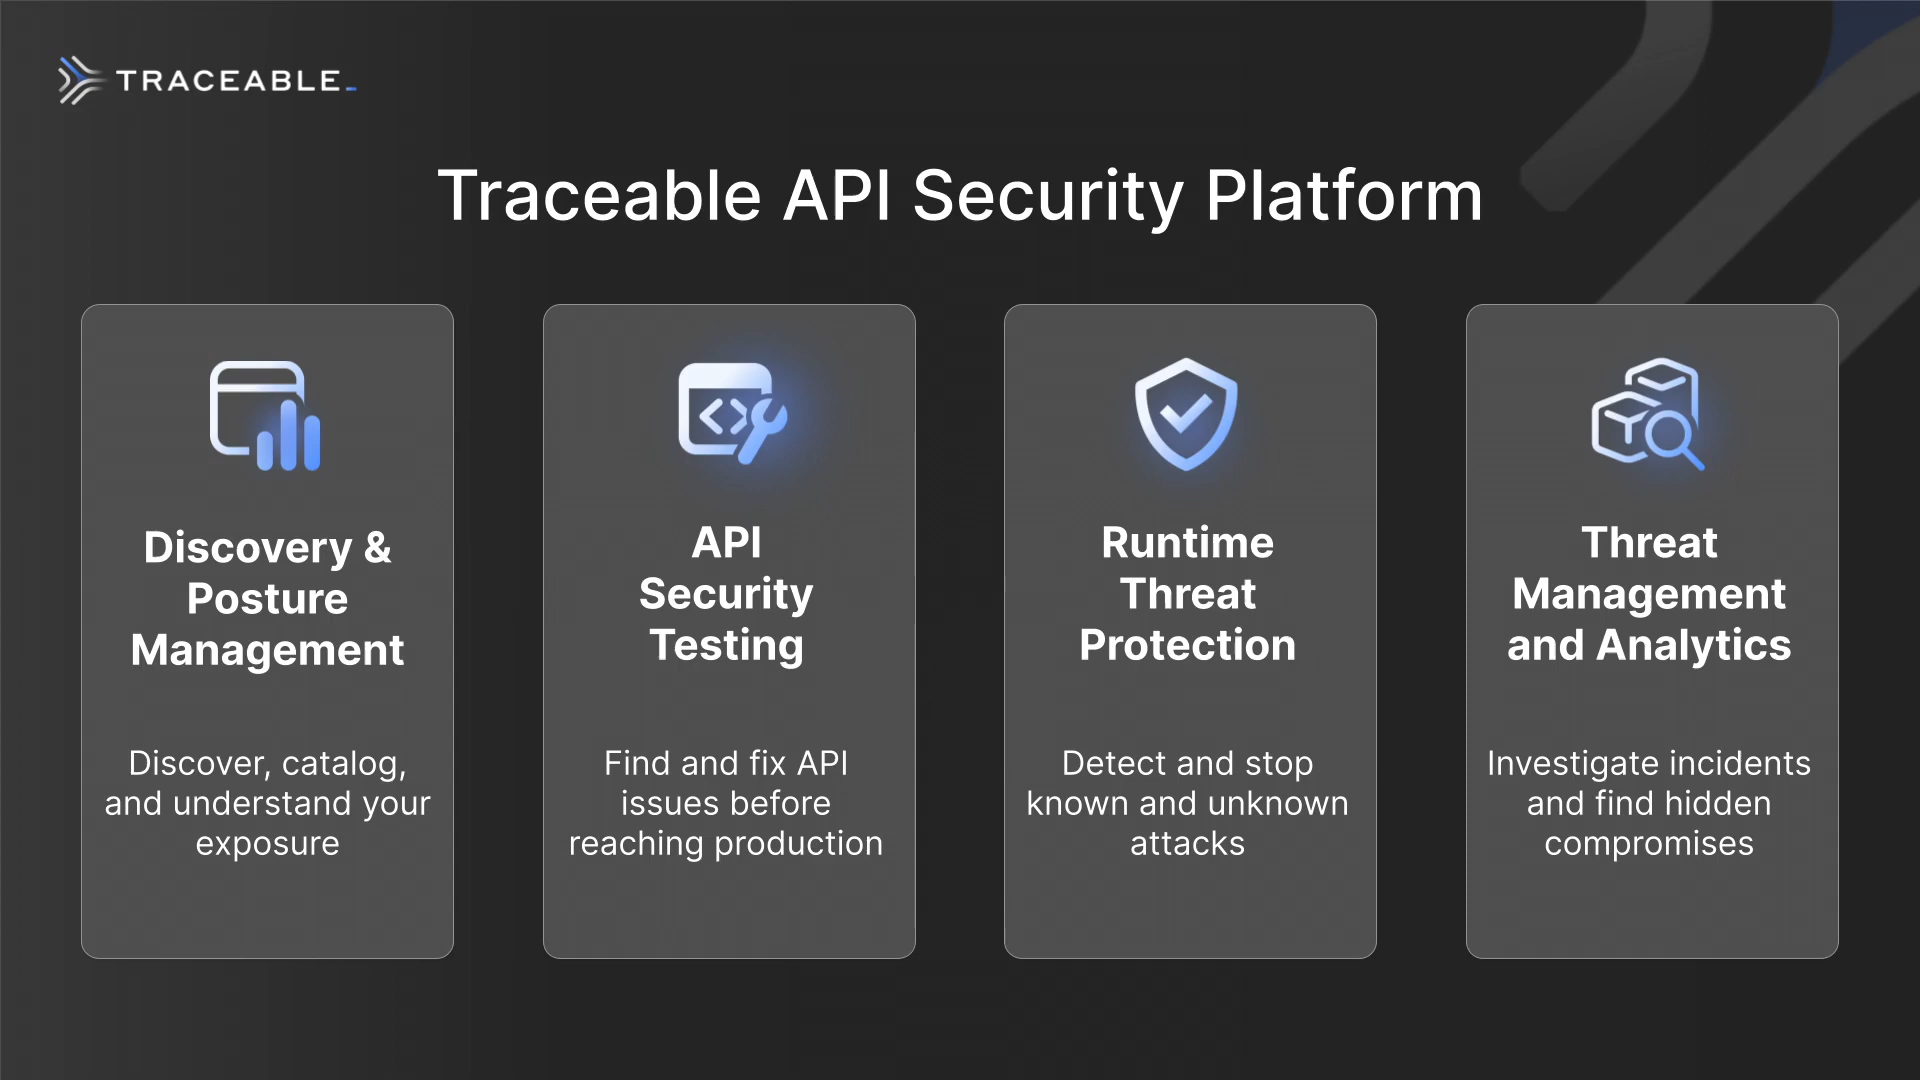 TRACEABLE_
Traceable API Security Platform
Discovery &
Posture
Management
Discover, catalog,
and understand your
exposure
API
Security
Testing
Find and fix API
issues before
reaching production
Runtime
Threat
Protection
Detect and stop
known and unknown
attacks
Threat
Management
and Analytics
Investigate incidents
and find hidden
compromises